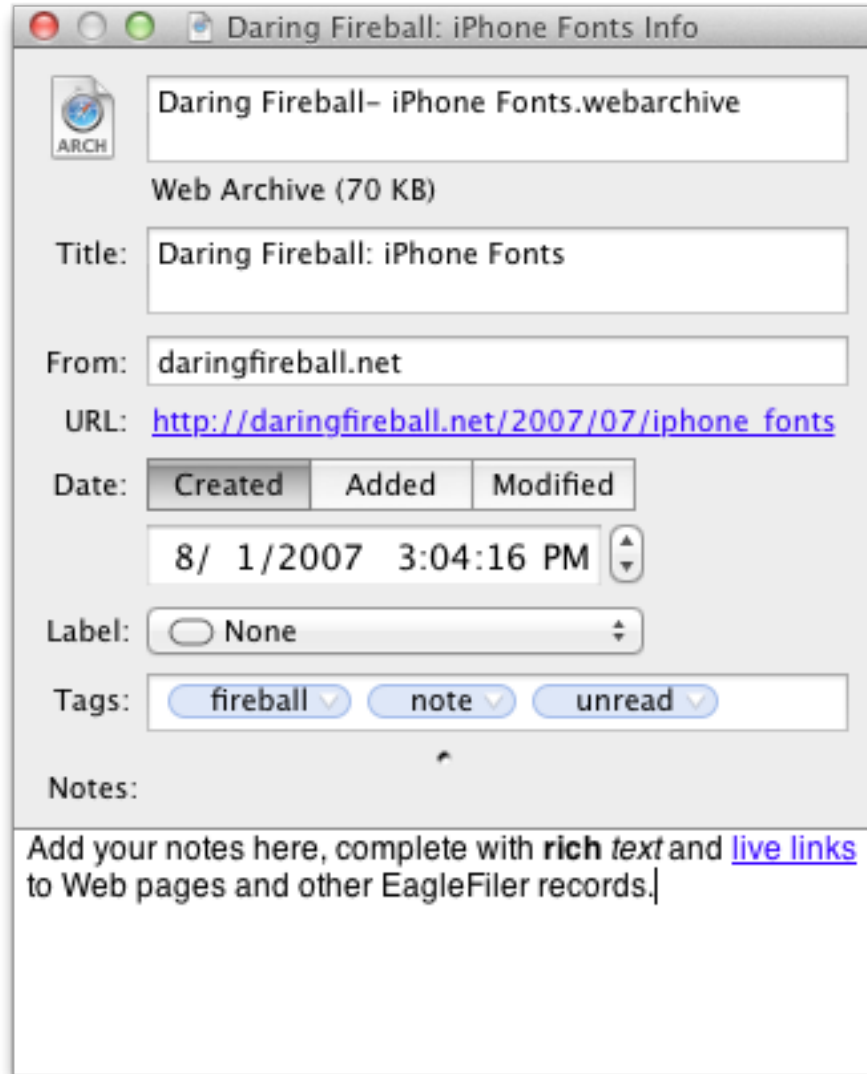 Daring Fireball: iPhone Fonts Info
Daring Fireball– iPhone Fonts.webarchive
ARCH
Web Archive (70 KB)
Title: Daring Fireball: iPhone Fonts
From: daringfireball.net
URL: http://daringfireball.net/2007/07/iphone_fonts
Date: Created Added Modified
8/ 1/2007 3:04:16 PM
Label: None
Tags: fireball note unread
Notes:
Add your notes here, complete with rich text and live links
to Web pages and other EagleFiler records.